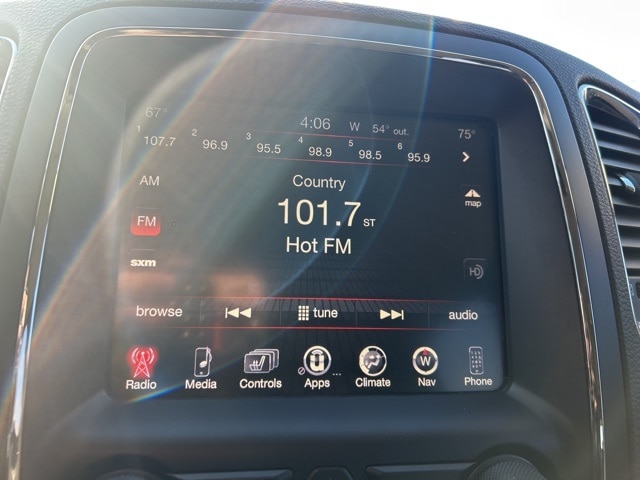 67° 4:06 W 54° out. 75°
1 107.7 2 96.9 3 95.5 4 98.9 5 98.5 6 95.9
AM Country
map
FM 101.7 ST
Hot FM
sxm HD
browse tune audio
Radio Media Controls Apps ... Climate W Nav Phone